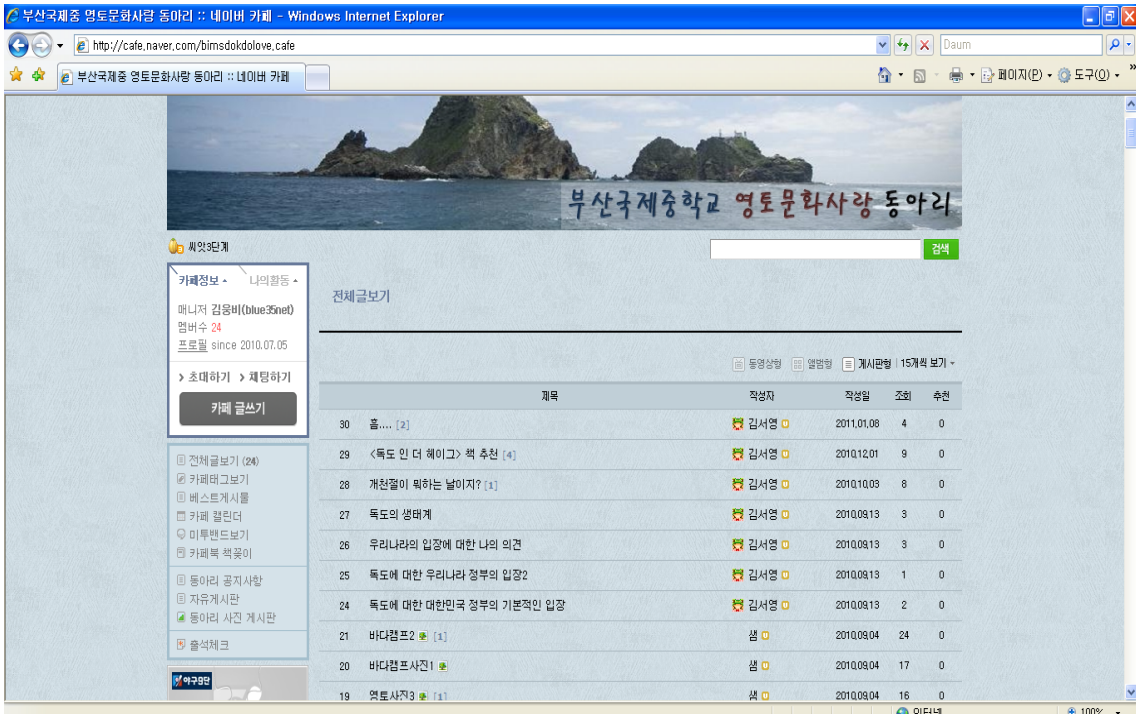 부산국제중 영토문화사랑 동아리 :: 네이버 카페 - Windows Internet Explorer
http://cafe.naver.com/bimsdokdolove.cafe
Daum
부산국제중 영토문화사랑 동아리 :: 네이버 카페
페이지(P) 도구(O) »
부산국제중학교 영토문화사랑 동아리
씨앗3단계
검색
카페정보 나의활동
매니저 김웅비(blue35net)
멤버수 24
프로필 since 2010.07.05
> 초대하기 > 채팅하기
카페 글쓰기
전체글보기 (24)
카페태그보기
베스트게시물
카페 캘린더
미투밴드보기
카페북 책꽂이
동아리 공지사항
자유게시판
동아리 사진 게시판
출석체크
야구9단
전체글보기
동영상형 앨범형 게시판형 | 15개씩 보기
제목 작성자 작성일 조회 추천
30 흠.... [2] 김서영 2011.01.08 4 0
29 <독도 인 더 헤이그> 책 추천 [4] 김서영 2010.12.01 9 0
28 개천절이 뭐하는 날이지? [1] 김서영 2010.10.03 8 0
27 독도의 생태계 김서영 2010.09.13 3 0
26 우리나라의 입장에 대한 나의 의견 김서영 2010.09.13 3 0
25 독도에 대한 우리나라 정부의 입장2 김서영 2010.09.13 1 0
24 독도에 대한 대한민국 정부의 기본적인 입장 김서영 2010.09.13 2 0
21 바다캠프2 [1] 샘 2010.09.04 24 0
20 바다캠프사진1 샘 2010.09.04 17 0
19 영토사진3 [1] 샘 2010.09.04 16 0
인터넷 100%